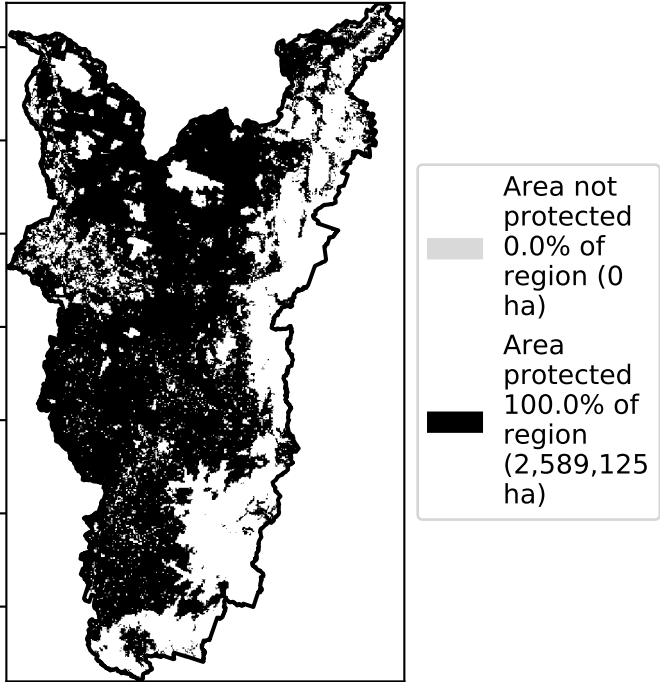 Area not
protected
0.0% of
region (0
ha)
Area
protected
100.0% of
region
(2,589,125
ha)